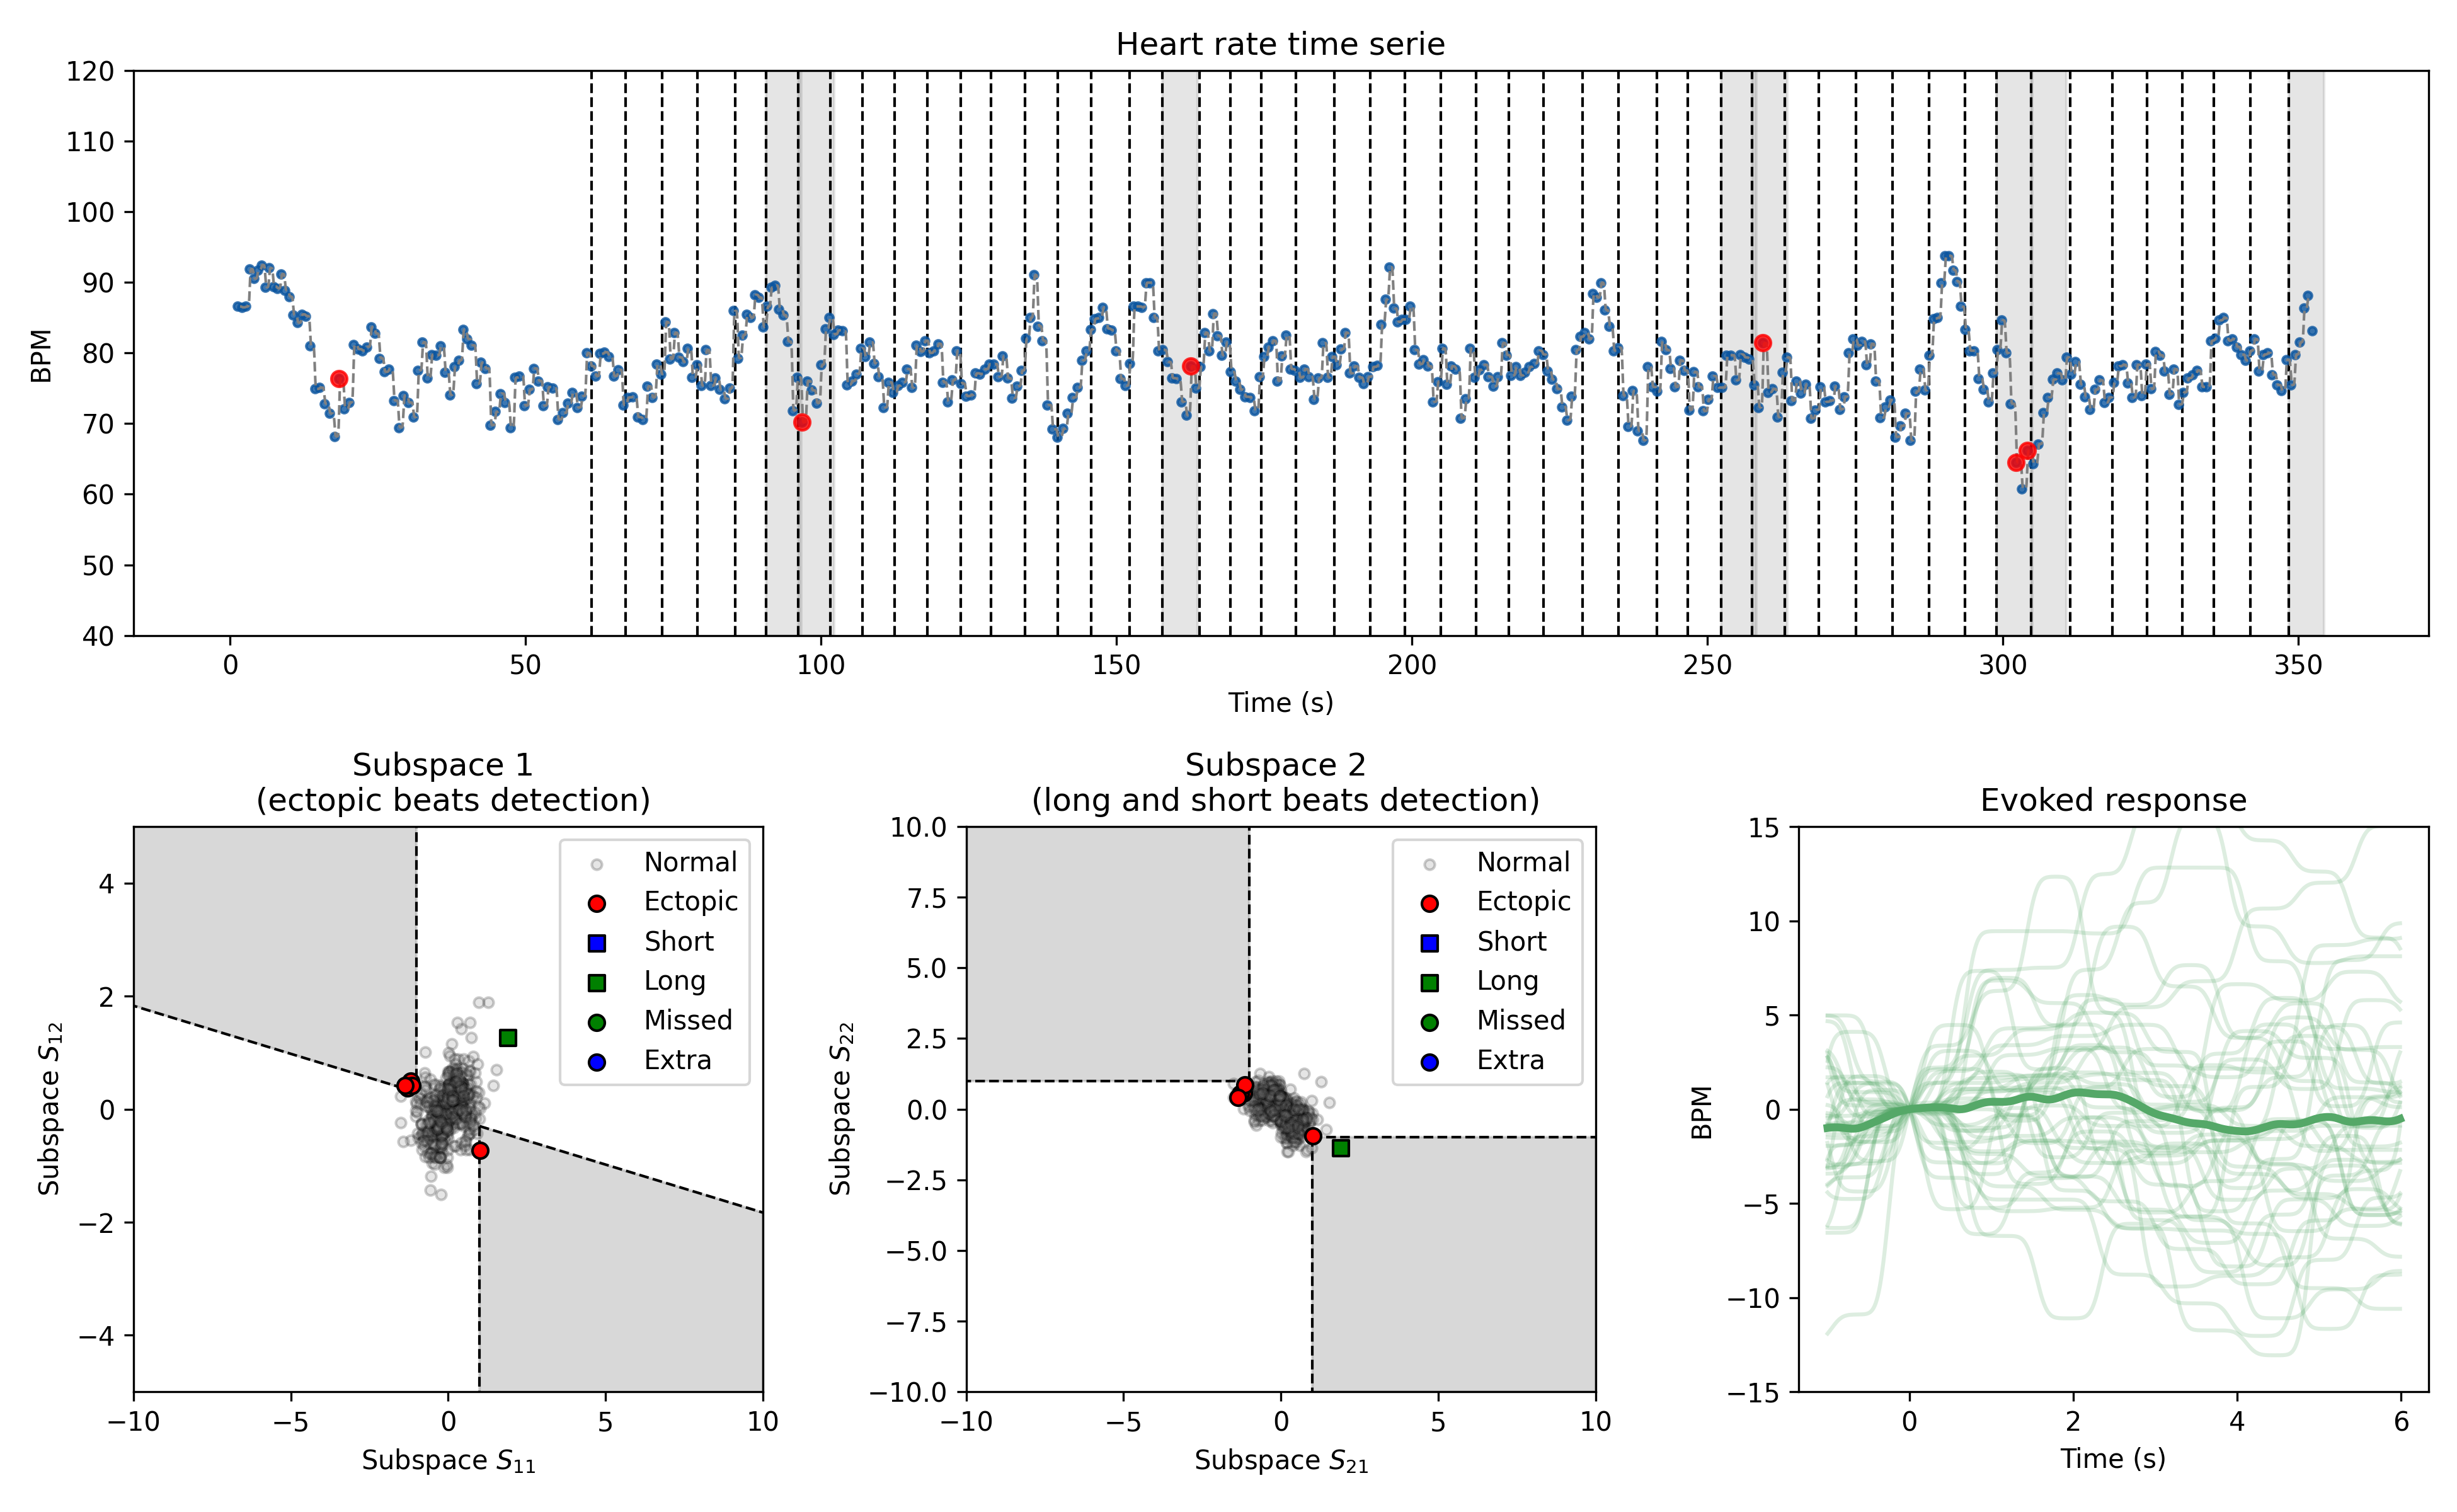 Heart rate time serie
120
110
100
90
80
70
60
50
40
BPM
0 50 100 150 200 250 300 350
Time (s)
Subspace 1
(ectopic beats detection)
4
2
0
−2
−4
Subspace S12
−10 −5 0 5 10
Subspace S11
Normal
Ectopic
Short
Long
Missed
Extra
Subspace 2
(long and short beats detection)
10.0
7.5
5.0
2.5
0.0
−2.5
−5.0
−7.5
−10.0
Subspace S22
−10 −5 0 5 10
Subspace S21
Normal
Ectopic
Short
Long
Missed
Extra
Evoked response
15
10
5
0
−5
−10
−15
BPM
0 2 4 6
Time (s)